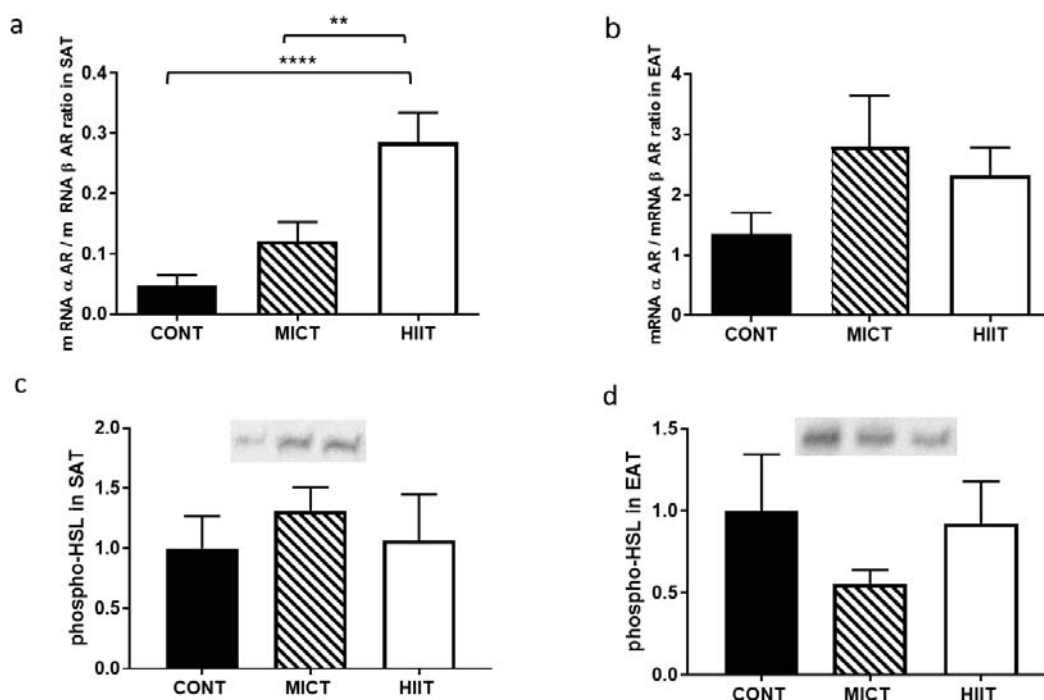 a
**
****
mRNA α AR / m RNA β AR ratio in SAT
0.4
0.3
0.2
0.1
0.0
CONT MICT HIIT
b
mRNA α AR / mRNA β AR ratio in EAT
4
3
2
1
0
CONT MICT HIIT
c
phospho-HSL in SAT
2.0
1.5
1.0
0.5
0.0
CONT MICT HIIT
d
phospho-HSL in EAT
1.5
1.0
0.5
0.0
CONT MICT HIIT